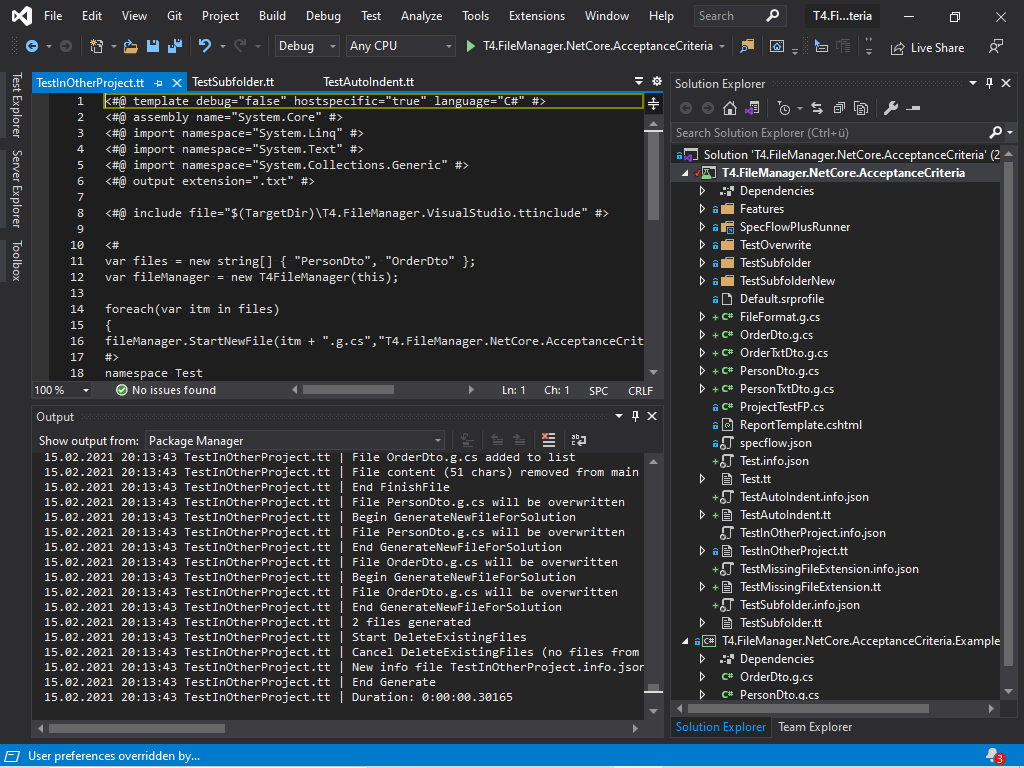 File Edit View Git Project Build Debug Test Analyze Tools Extensions Window Help Search T4.Fi...teria
Debug Any CPU T4.FileManager.NetCore.AcceptanceCriteria Live Share
Test Explorer
Server Explorer
Toolbox
TestInOtherProject.tt TestSubfolder.tt TestAutoIndent.tt
1 <#@ template debug="false" hostspecific="true" language="C#" #>
2 <#@ assembly name="System.Core" #>
3 <#@ import namespace="System.Linq" #>
4 <#@ import namespace="System.Text" #>
5 <#@ import namespace="System.Collections.Generic" #>
6 <#@ output extension=".txt" #>
7
8 <#@ include file="$(TargetDir)\T4.FileManager.VisualStudio.ttinclude" #>
9
10 <#
11 var files = new string[] { "PersonDto", "OrderDto" };
12 var fileManager = new T4FileManager(this);
13
14 foreach(var itm in files)
15 {
16 fileManager.StartNewFile(itm + ".g.cs","T4.FileManager.NetCore.AcceptanceCrit
17 #>
18 namespace Test
100 % No issues found Ln: 1 Ch: 1 SPC CRLF
Output
Show output from: Package Manager
15.02.2021 20:13:43 TestInOtherProject.tt | File OrderDto.g.cs added to list
15.02.2021 20:13:43 TestInOtherProject.tt | File content (51 chars) removed from main
15.02.2021 20:13:43 TestInOtherProject.tt | End FinishFile
15.02.2021 20:13:43 TestInOtherProject.tt | File PersonDto.g.cs will be overwritten
15.02.2021 20:13:43 TestInOtherProject.tt | Begin GenerateNewFileForSolution
15.02.2021 20:13:43 TestInOtherProject.tt | File PersonDto.g.cs will be overwritten
15.02.2021 20:13:43 TestInOtherProject.tt | End GenerateNewFileForSolution
15.02.2021 20:13:43 TestInOtherProject.tt | File OrderDto.g.cs will be overwritten
15.02.2021 20:13:43 TestInOtherProject.tt | Begin GenerateNewFileForSolution
15.02.2021 20:13:43 TestInOtherProject.tt | File OrderDto.g.cs will be overwritten
15.02.2021 20:13:43 TestInOtherProject.tt | End GenerateNewFileForSolution
15.02.2021 20:13:43 TestInOtherProject.tt | 2 files generated
15.02.2021 20:13:43 TestInOtherProject.tt | Start DeleteExistingFiles
15.02.2021 20:13:43 TestInOtherProject.tt | Cancel DeleteExistingFiles (no files from
15.02.2021 20:13:43 TestInOtherProject.tt | New info file TestInOtherProject.info.json
15.02.2021 20:13:43 TestInOtherProject.tt | End Generate
15.02.2021 20:13:43 TestInOtherProject.tt | Duration: 0:00:00.30165
Solution Explorer
Search Solution Explorer (Ctrl+ü)
Solution 'T4.FileManager.NetCore.AcceptanceCriteria' (2
T4.FileManager.NetCore.AcceptanceCriteria
Dependencies
Features
SpecFlowPlusRunner
TestOverwrite
TestSubfolder
TestSubfolderNew
Default.srprofile
C# FileFormat.g.cs
C# OrderDto.g.cs
C# OrderTxtDto.g.cs
C# PersonDto.g.cs
C# PersonTxtDto.g.cs
C# ProjectTestFP.cs
ReportTemplate.cshtml
specflow.json
Test.info.json
Test.tt
TestAutoIndent.info.json
TestAutoIndent.tt
TestInOtherProject.info.json
TestInOtherProject.tt
TestMissingFileExtension.info.json
TestMissingFileExtension.tt
TestSubfolder.info.json
TestSubfolder.tt
C# T4.FileManager.NetCore.AcceptanceCriteria.Example
Dependencies
C# OrderDto.g.cs
C# PersonDto.g.cs
Solution Explorer Team Explorer
User preferences overridden by... 3